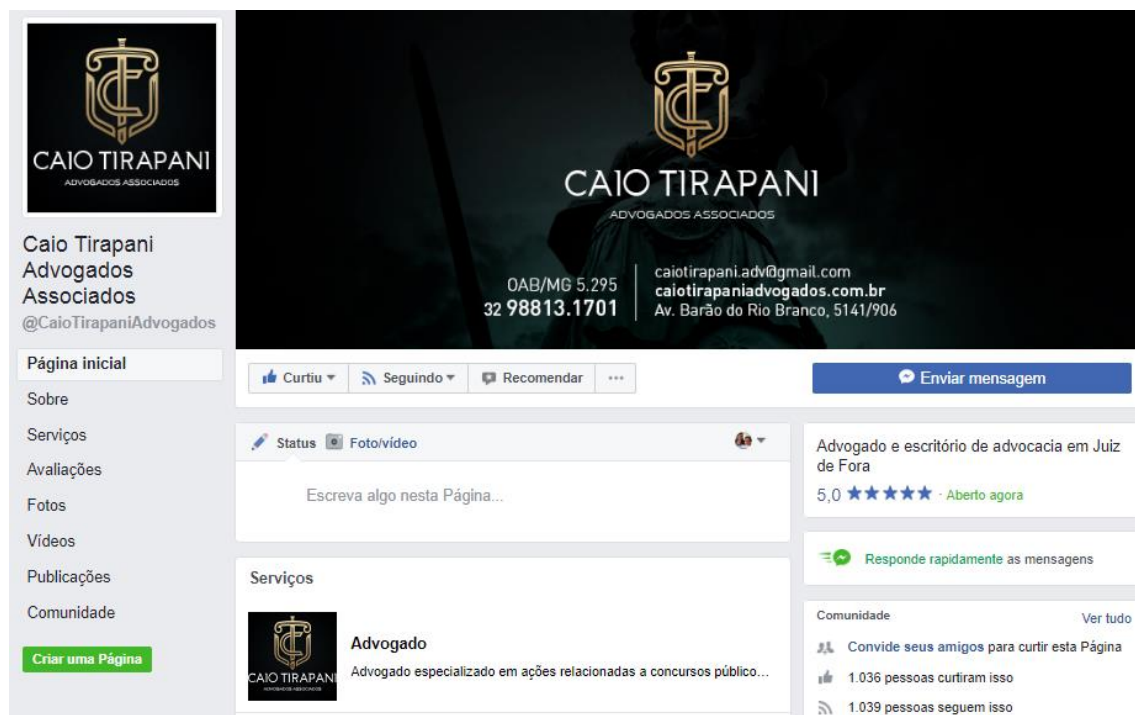 CAIO TIRAPANI
ADVOGADOS ASSOCIADOS
Caio Tirapani
Advogados
Associados
@CaioTirapaniAdvogados
Página inicial
Sobre
Serviços
Avaliações
Fotos
Vídeos
Publicações
Comunidade
Criar uma Página
CAIO TIRAPANI
ADVOGADOS ASSOCIADOS
OAB/MG 5.295
32 98813.1701
caiotirapani.adv@gmail.com
caiotirapaniadvogados.com.br
Av. Barão do Rio Branco, 5141/906
Curtiu
Seguindo
Recomendar
...
Enviar mensagem
Status
Foto/vídeo
Escreva algo nesta Página...
Serviços
CAIO TIRAPANI
ADVOGADOS ASSOCIADOS
Advogado
Advogado especializado em ações relacionadas a concursos público...
Advogado e escritório de advocacia em Juiz
de Fora
5,0 ★★★★★ · Aberto agora
Responde rapidamente as mensagens
Comunidade
Ver tudo
Convide seus amigos para curtir esta Página
1.036 pessoas curtiram isso
1.039 pessoas seguem isso